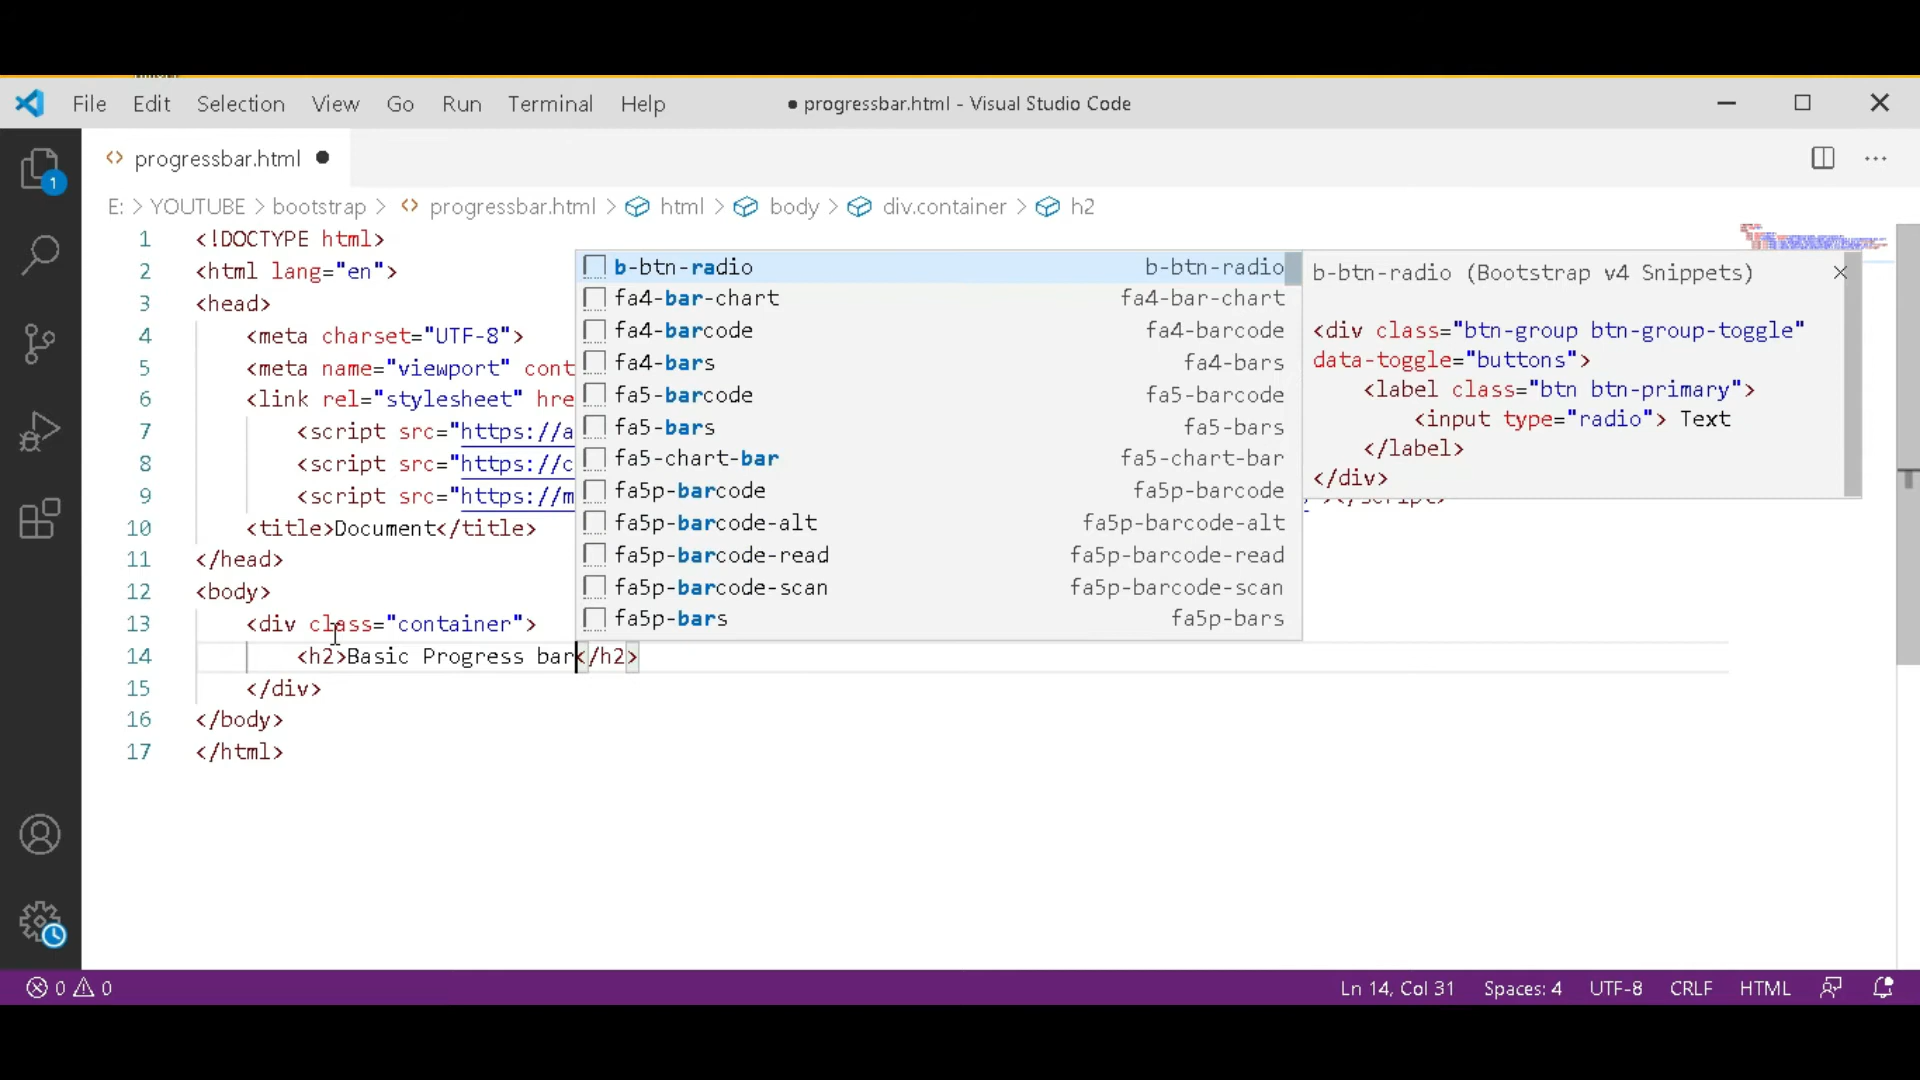 File Edit Selection View Go Run Terminal Help ● progressbar.html - Visual Studio Code
progressbar.html
E: > YOUTUBE > bootstrap > progressbar.html > html > body > div.container > h2
1 <!DOCTYPE html>
2 <html lang="en">
3 <head>
4 <meta charset="UTF-8">
5 <meta name="viewport" cont
6 <link rel="stylesheet" hre
7 <script src="https://a
8 <script src="https://c
9 <script src="https://m
10 <title>Document</title>
11 </head>
12 <body>
13 <div class="container">
14 <h2>Basic Progress bar</h2>
15 </div>
16 </body>
17 </html>
b-btn-radio b-btn-radio
fa4-bar-chart fa4-bar-chart
fa4-barcode fa4-barcode
fa4-bars fa4-bars
fa5-barcode fa5-barcode
fa5-bars fa5-bars
fa5-chart-bar fa5-chart-bar
fa5p-barcode fa5p-barcode
fa5p-barcode-alt fa5p-barcode-alt
fa5p-barcode-read fa5p-barcode-read
fa5p-barcode-scan fa5p-barcode-scan
fa5p-bars fa5p-bars
b-btn-radio (Bootstrap v4 Snippets)
<div class="btn-group btn-group-toggle"
data-toggle="buttons">
<label class="btn btn-primary">
<input type="radio"> Text
</label>
</div>
1
0 0 Ln 14, Col 31 Spaces: 4 UTF-8 CRLF HTML